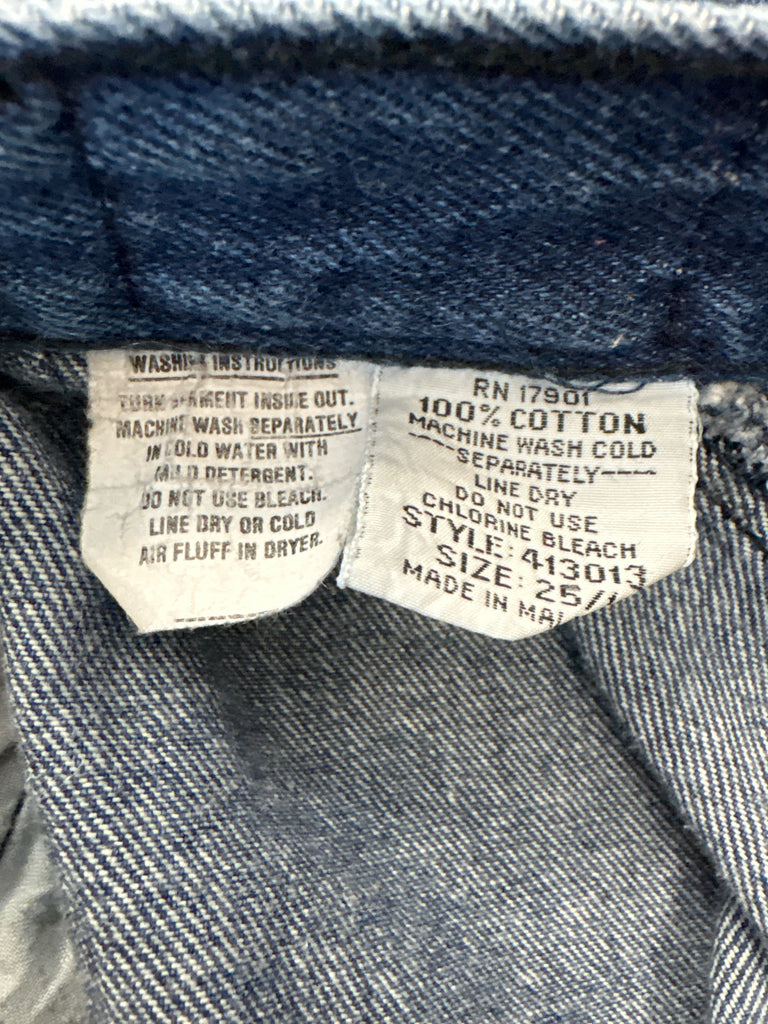 WASHING INSTRUCTIONS
TURN GARMENT INSIDE OUT.
MACHINE WASH SEPARATELY
IN COLD WATER WITH
MILD DETERGENT.
DO NOT USE BLEACH.
LINE DRY OR COLD
AIR FLUFF IN DRYER.
RN 17901
100% COTTON
MACHINE WASH COLD
----SEPARATELY----
LINE DRY
DO NOT USE
CHLORINE BLEACH
STYLE: 413013
SIZE: 25/
MADE IN